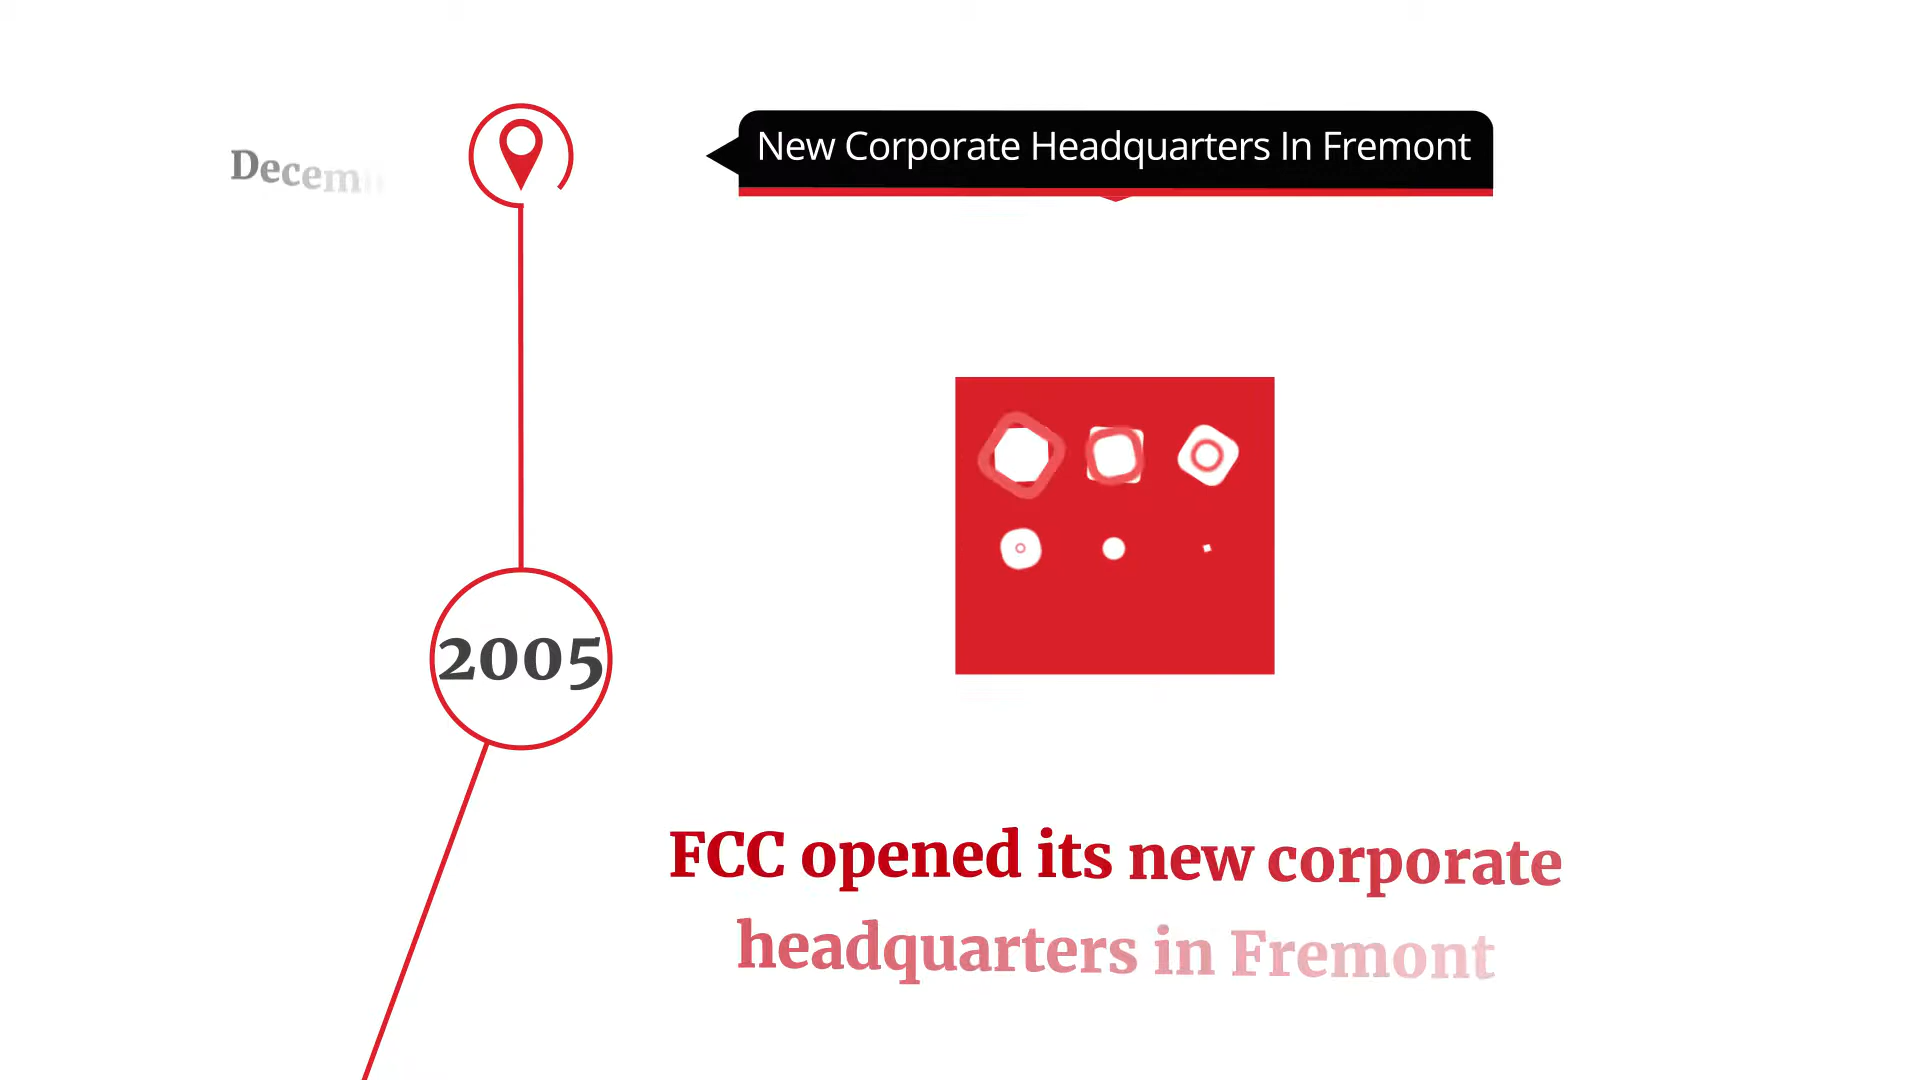 New Corporate Headquarters In Fremont
2005
FCC opened its new corporate
headquarters in Fremont